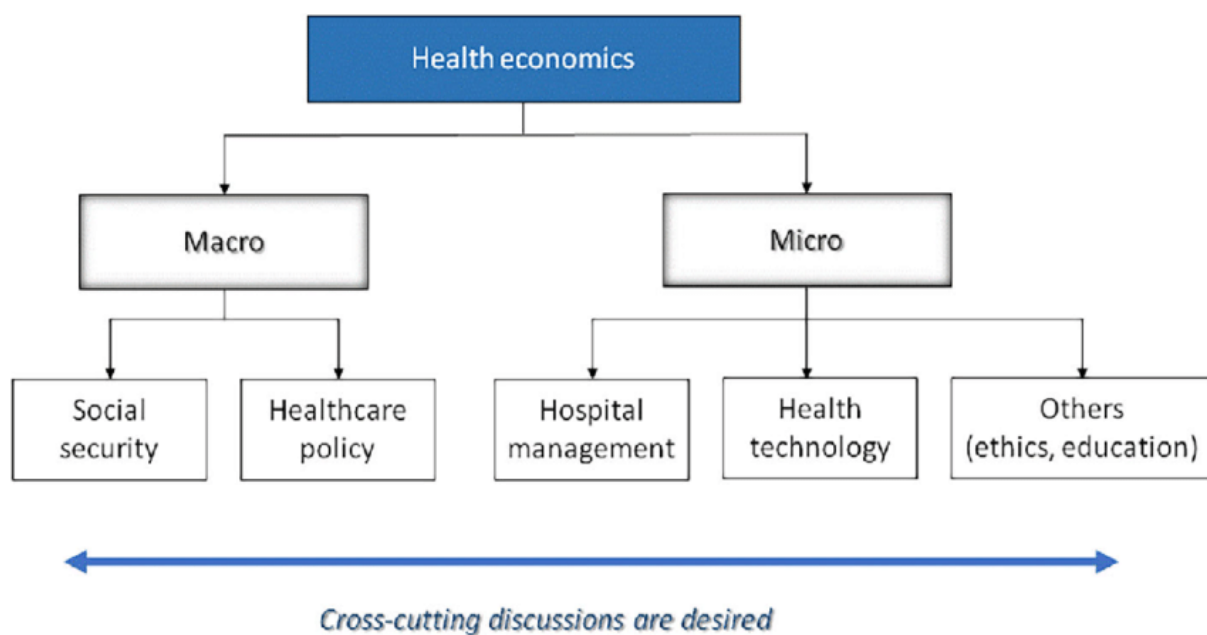 Health economics
Macro
Micro
Social
security
Healthcare
policy
Hospital
management
Health
technology
Others
(ethics, education)
Cross-cutting discussions are desired